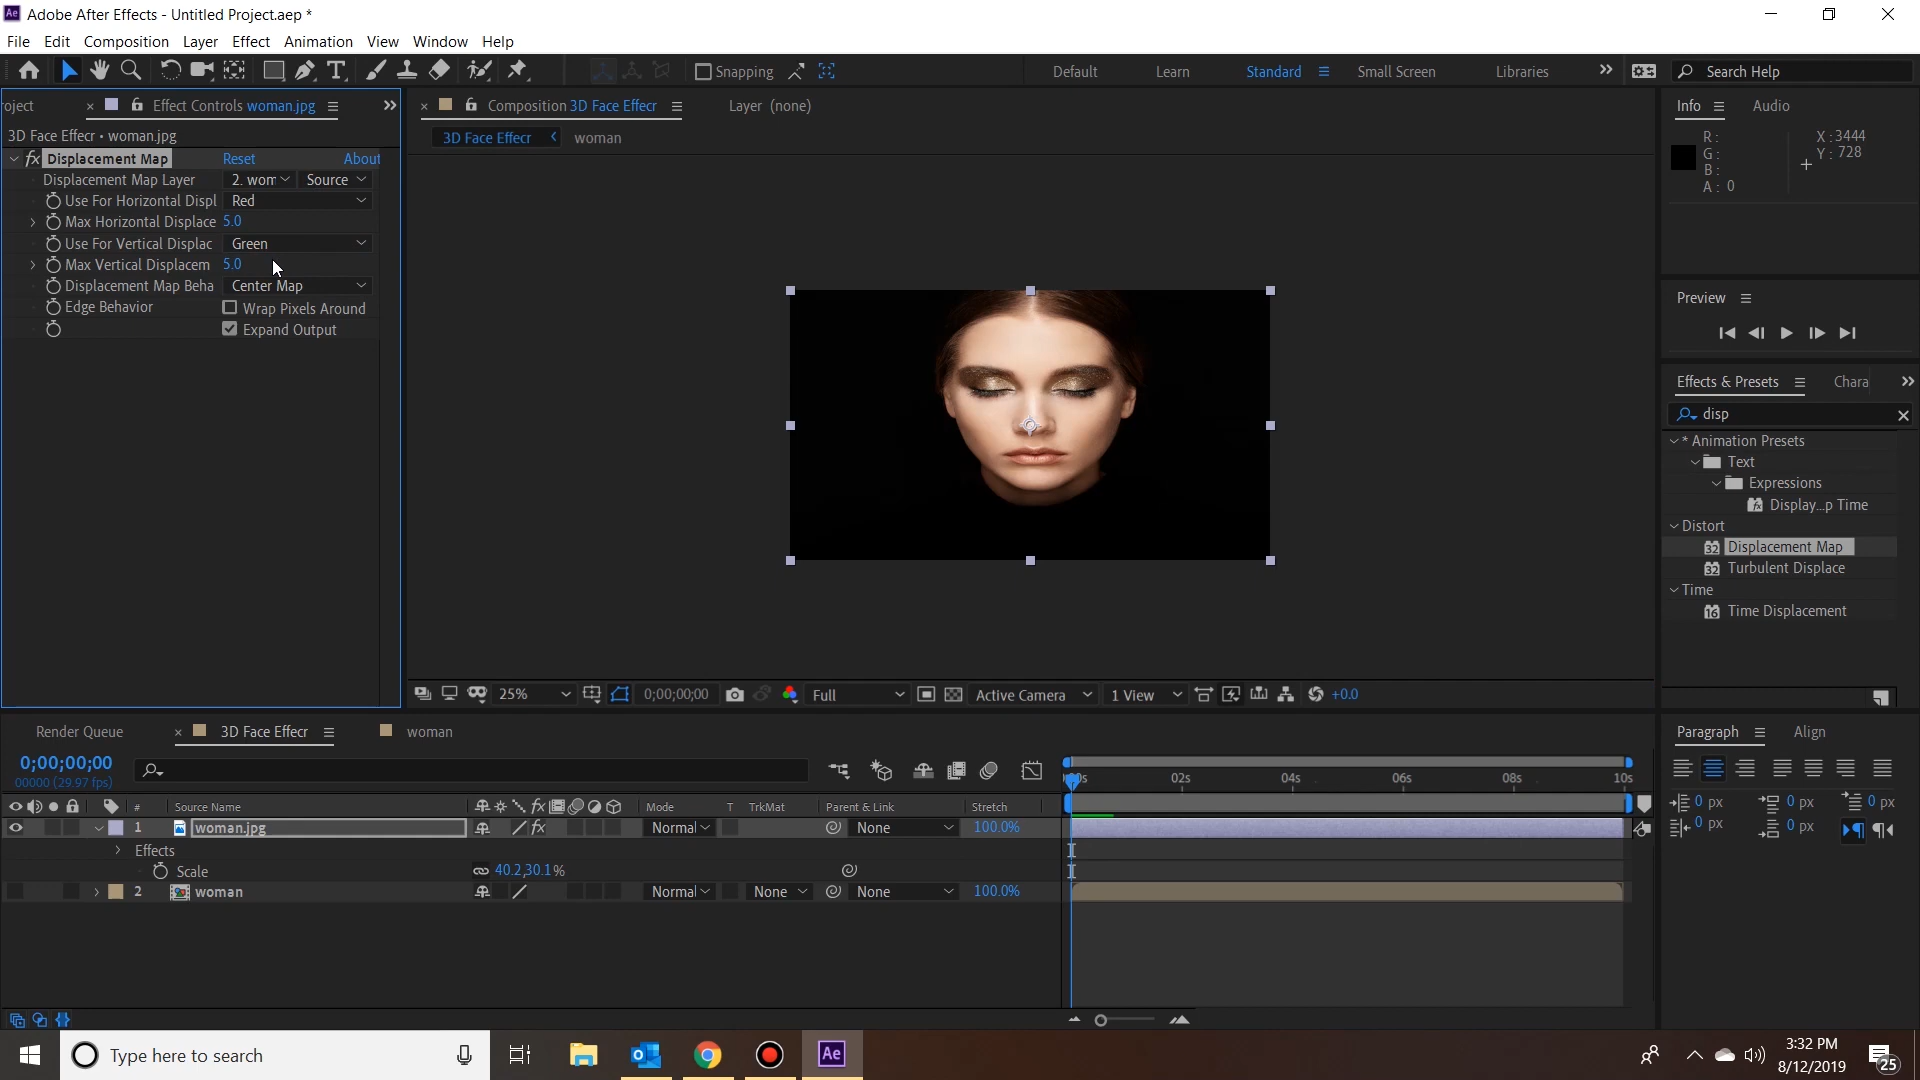 Ae Adobe After Effects - Untitled Project.aep *
File Edit Composition Layer Effect Animation View Window Help
Snapping
Default Learn Standard Small Screen Libraries Search Help
oject Effect Controls woman.jpg
3D Face Effecr • woman.jpg
fx Displacement Map Reset About
Displacement Map Layer 2. wom Source
Use For Horizontal Displ Red
Max Horizontal Displace 5.0
Use For Vertical Displac Green
Max Vertical Displacem 5.0
Displacement Map Beha Center Map
Edge Behavior Wrap Pixels Around
Expand Output
Composition 3D Face Effecr Layer (none)
3D Face Effecr woman
25% 0;00;00;00 Full Active Camera 1 View +0.0
Info Audio
R: X: 3444
G: Y: 728
B:
A: 0
Preview
Effects & Presets Chara
disp
* Animation Presets
Text
Expressions
Display...p Time
Distort
32 Displacement Map
32 Turbulent Displace
Time
16 Time Displacement
Render Queue 3D Face Effecr woman
0;00;00;00
00000 (29.97 fps)
# Source Name fx Mode T TrkMat Parent & Link Stretch
1 woman.jpg fx Normal None 100.0%
Effects
Scale 40.2,30.1%
2 woman Normal None None 100.0%
02s 04s 06s 08s 10s
Paragraph Align
0 px 0 px 0 px
0 px 0 px
Type here to search
Ae
3:32 PM
8/12/2019
25